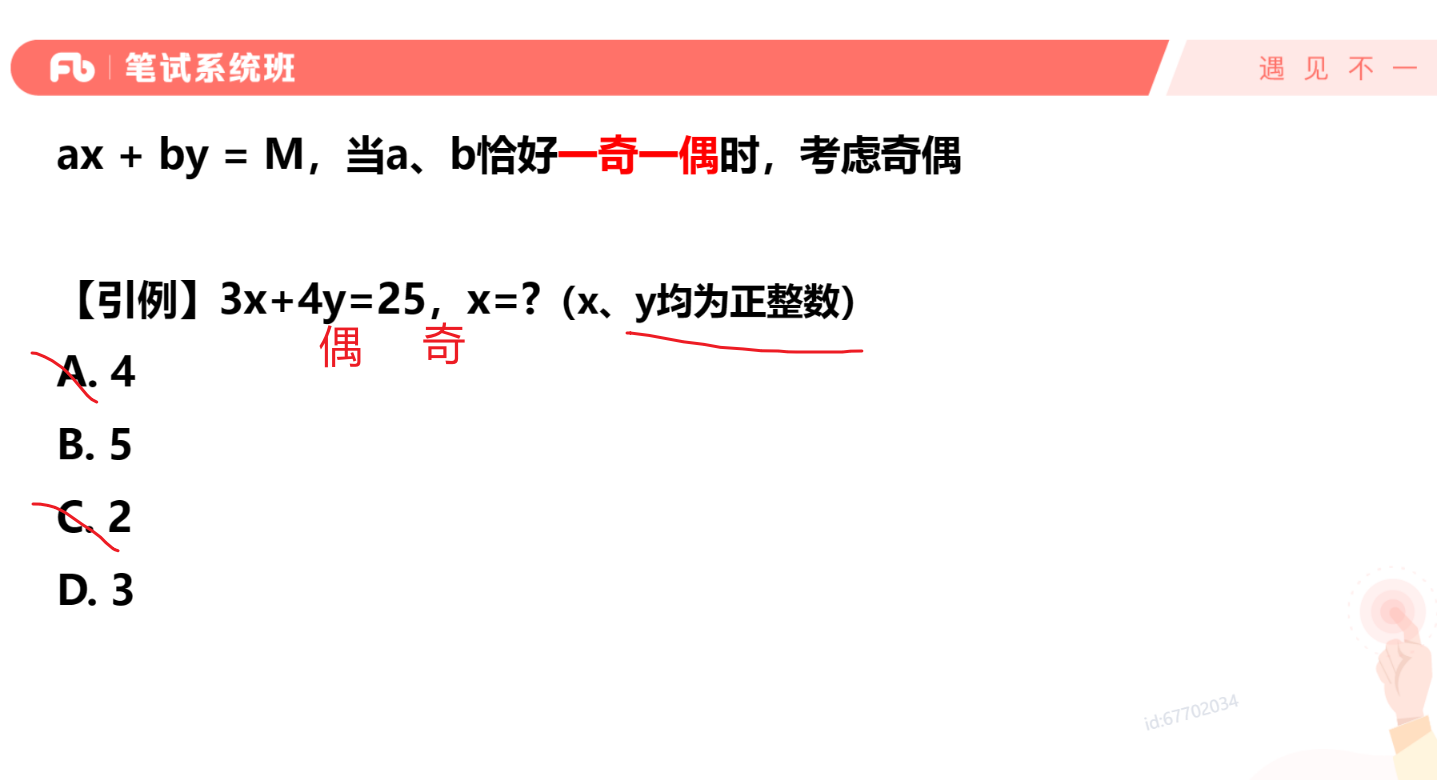 Fb 笔试系统班
遇见不一
ax + by = M，当a、b恰好一奇一偶时，考虑奇偶
【引例】3x+4y=25，x=?（x、y均为正整数）
偶 奇
A. 4
B. 5
C. 2
D. 3
id:67702034